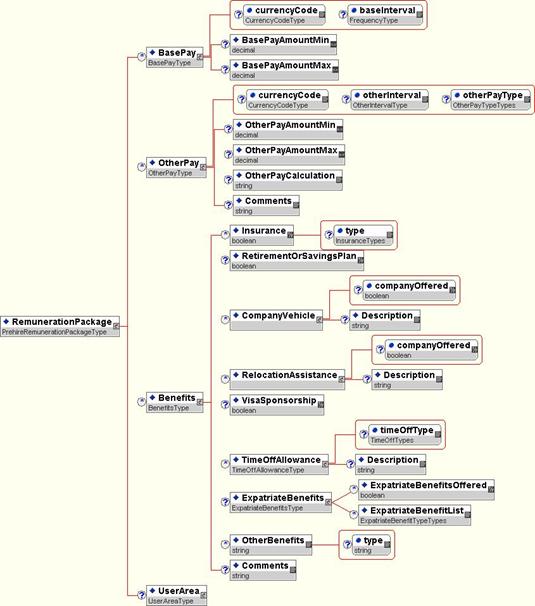 currencyCode
CurrencyCodeType
baseInterval
FrequencyType
BasePay
BasePayType
BasePayAmountMin
decimal
BasePayAmountMax
decimal
currencyCode
CurrencyCodeType
otherInterval
OtherIntervalType
otherPayType
OtherPayTypeTypes
OtherPayAmountMin
decimal
OtherPay
OtherPayType
OtherPayAmountMax
decimal
OtherPayCalculation
string
Comments
string
Insurance
boolean
type
InsuranceTypes
RetirementOrSavingsPlan
boolean
companyOffered
boolean
CompanyVehicle
Description
string
RemunerationPackage
PrehireRemunerationPackageType
companyOffered
boolean
RelocationAssistance
Description
string
Benefits
BenefitsType
VisaSponsorship
boolean
timeOffType
TimeOffTypes
TimeOffAllowance
TimeOffAllowanceType
Description
string
ExpatriateBenefits
ExpatriateBenefitsType
ExpatriateBenefitsOffered
boolean
ExpatriateBenefitList
ExpatriateBenefitTypeTypes
OtherBenefits
string
type
string
Comments
string
UserArea
UserAreaType